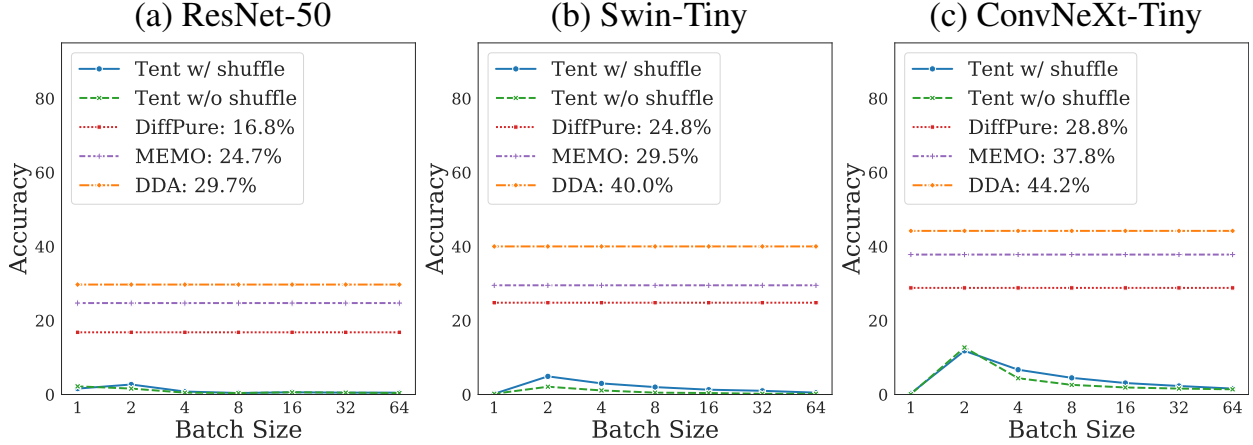 (a) ResNet-50
Tent w/ shuffle
Tent w/o shuffle
DiffPure: 16.8%
MEMO: 24.7%
DDA: 29.7%
Accuracy
80
60
40
20
0
1 2 4 8 16 32 64
Batch Size
(b) Swin-Tiny
Tent w/ shuffle
Tent w/o shuffle
DiffPure: 24.8%
MEMO: 29.5%
DDA: 40.0%
Accuracy
80
60
40
20
0
1 2 4 8 16 32 64
Batch Size
(c) ConvNeXt-Tiny
Tent w/ shuffle
Tent w/o shuffle
DiffPure: 28.8%
MEMO: 37.8%
DDA: 44.2%
Accuracy
80
60
40
20
0
1 2 4 8 16 32 64
Batch Size